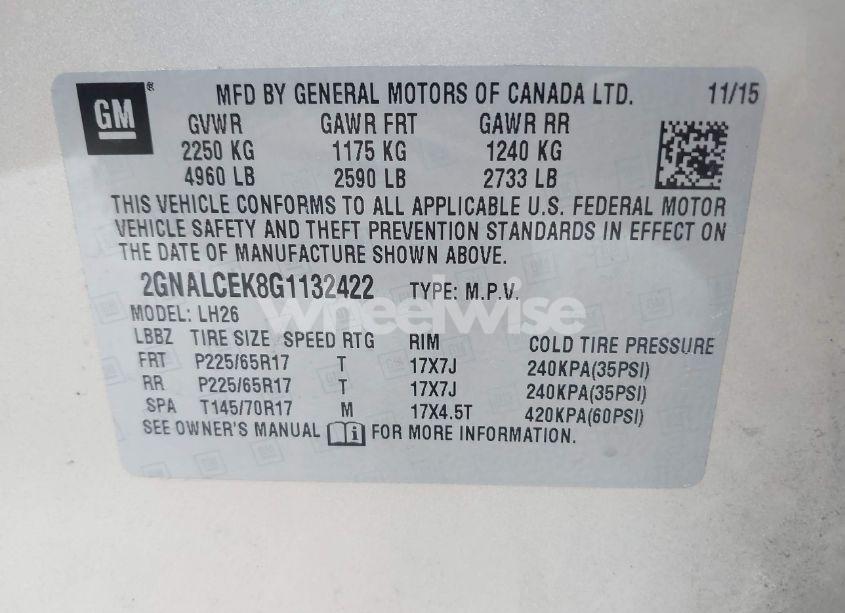 GM ® MFD BY GENERAL MOTORS OF CANADA LTD. 11/15
GVWR GAWR FRT GAWR RR
2250 KG 1175 KG 1240 KG
4960 LB 2590 LB 2733 LB
THIS VEHICLE CONFORMS TO ALL APPLICABLE U.S. FEDERAL MOTOR
VEHICLE SAFETY AND THEFT PREVENTION STANDARDS IN EFFECT ON
THE DATE OF MANUFACTURE SHOWN ABOVE.
2GNALCEK8G1132422 TYPE: M.P.V.
wheelwise
MODEL: LH26
LBBZ TIRE SIZE SPEED RTG RIM COLD TIRE PRESSURE
FRT P225/65R17 T 17X7J 240KPA(35PSI)
RR P225/65R17 T 17X7J 240KPA(35PSI)
SPA T145/70R17 M 17X4.5T 420KPA(60PSI)
SEE OWNER'S MANUAL i FOR MORE INFORMATION.